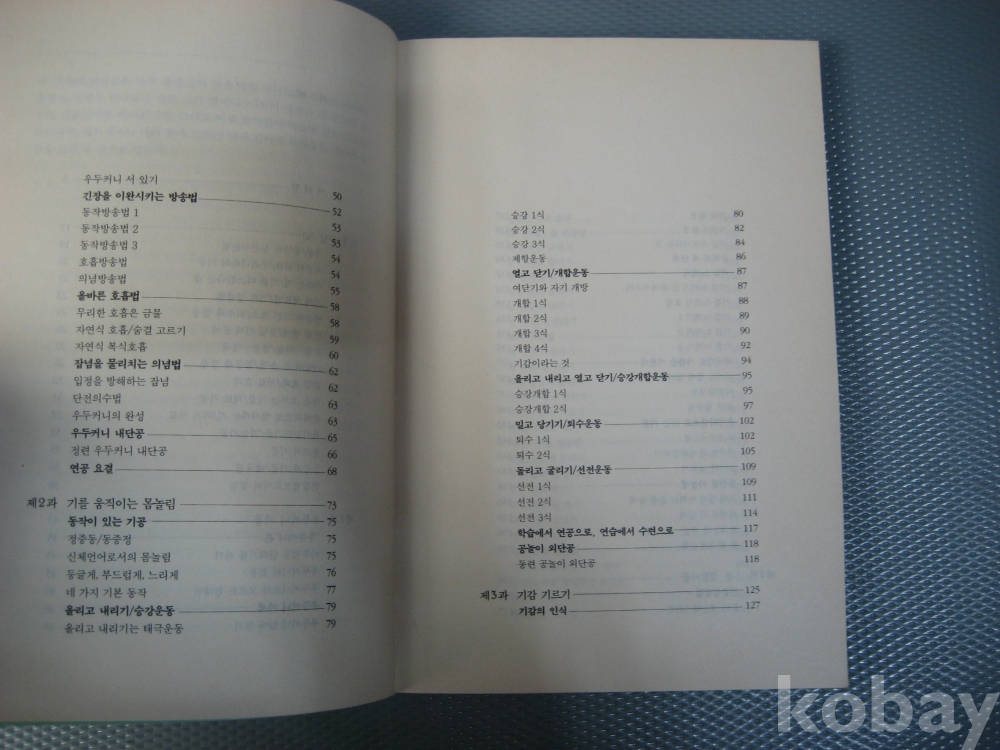 우두커니 서 있기 50
긴장을 이완시키는 방송법 52
동작방송법 1 53
동작방송법 2 53
동작방송법 3 54
호흡방송법 54
의념방송법 55
올바른 호흡법 58
무리한 호흡은 금물 58
자연식 호흡/숨결 고르기 59
자연식 복식호흡 60
잡념을 물리치는 의념법 62
입정을 방해하는 잡념 62
단전의수법 63
우두커니의 완성 63
우두커니 내단공 65
정련 우두커니 내단공 66
연공 요결 68
제2과 기를 움직이는 몸놀림 73
동작이 있는 기공 75
정중동/동중정 75
신체언어로서의 몸놀림 75
둥글게, 부드럽게, 느리게 76
네 가지 기본 동작 77
올리고 내리기/승강운동 79
올리고 내리기는 태극운동 79
승강 1식 80
승강 2식 82
승강 3식 84
제항운동 86
열고 닫기/개합운동 87
여닫기와 자기 개방 87
개합 1식 88
개합 2식 89
개합 3식 90
개합 4식 92
기감이라는 것 94
올리고 내리고 열고 닫기/승강개합운동 95
승강개합 1식 95
승강개합 2식 97
밀고 당기기/퇴수운동 102
퇴수 1식 102
퇴수 2식 105
돌리고 굴리기/선전운동 109
선전 1식 109
선전 2식 111
선전 3식 114
학습에서 연공으로, 연습에서 수련으로 117
공놀이 외단공 118
동련 공놀이 외단공 118
제3과 기감 기르기 125
기감의 인식 127
kobay